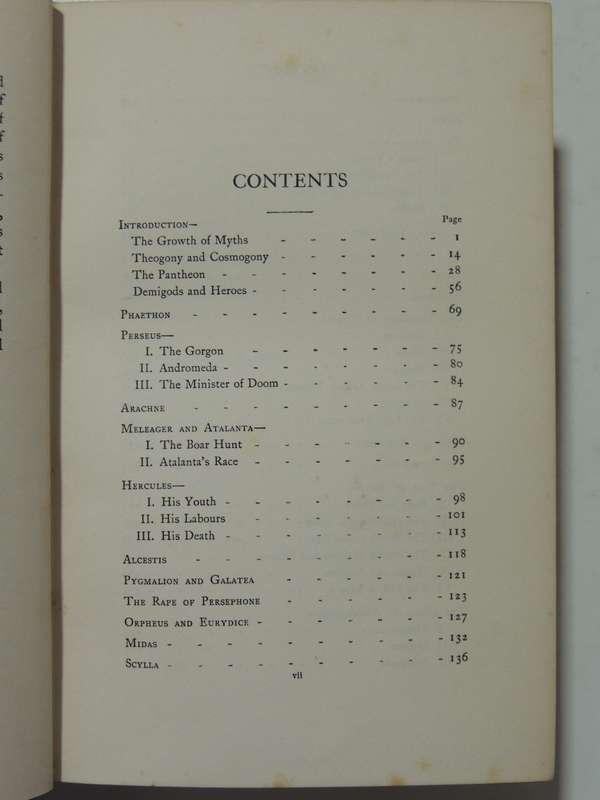 CONTENTS
Page
INTRODUCTION—
The Growth of Myths - - - - - - 1
Theogony and Cosmogony - - - - - - 14
The Pantheon - - - - - - - 28
Demigods and Heroes - - - - - - - 56
PHAETHON - - - - - - - - - 69
PERSEUS—
I. The Gorgon - - - - - - - 75
II. Andromeda - - - - - - - - 80
III. The Minister of Doom - - - - - - 84
ARACHNE - - - - - - - - - 87
MELEAGER AND ATALANTA—
I. The Boar Hunt - - - - - - - 90
II. Atalanta's Race - - - - - - - 95
HERCULES—
I. His Youth - - - - - - - - 98
II. His Labours - - - - - - - 101
III. His Death - - - - - - - - 113
ALCESTIS - - - - - - - - - 118
PYGMALION AND GALATEA - - - - - - 121
THE RAPE OF PERSEPHONE - - - - - - 123
ORPHEUS AND EURYDICE - - - - - - - 127
MIDAS - - - - - - - - - - 132
SCYLLA - - - - - - - - - - 136
vii